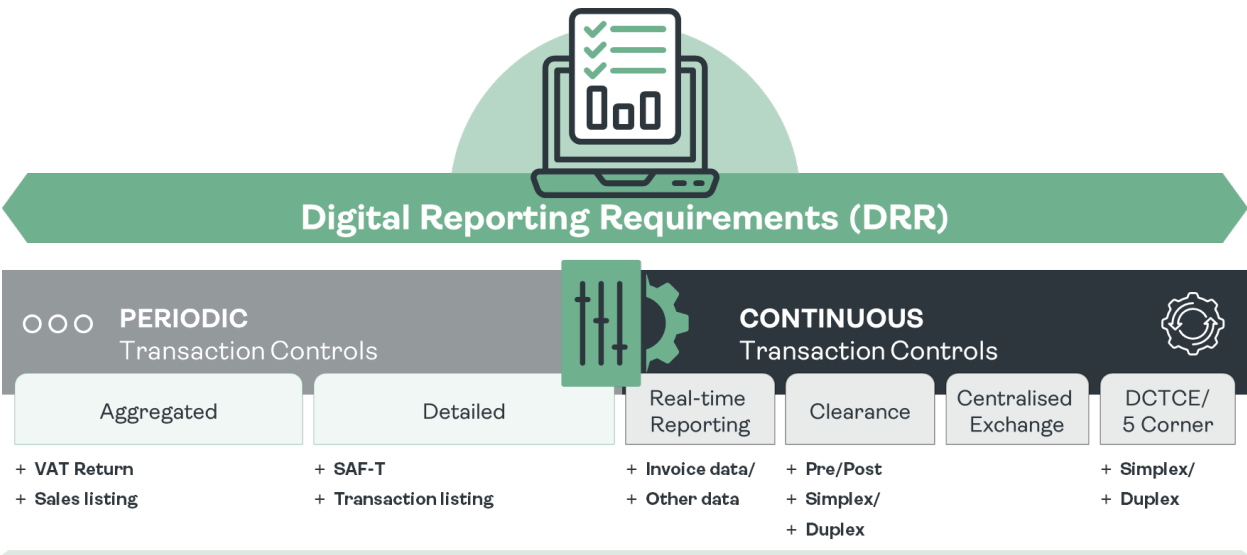 Digital Reporting Requirements (DRR)
PERIODIC
Transaction Controls
CONTINUOUS
Transaction Controls
Aggregated
+ VAT Return
+ Sales listing
Detailed
+ SAF-T
+ Transaction listing
Real-time
Reporting
+ Invoice data/
+ Other data
Clearance
+ Pre/Post
+ Simplex/
+ Duplex
Centralised
Exchange
DCTCE/
5 Corner
+ Simplex/
+ Duplex